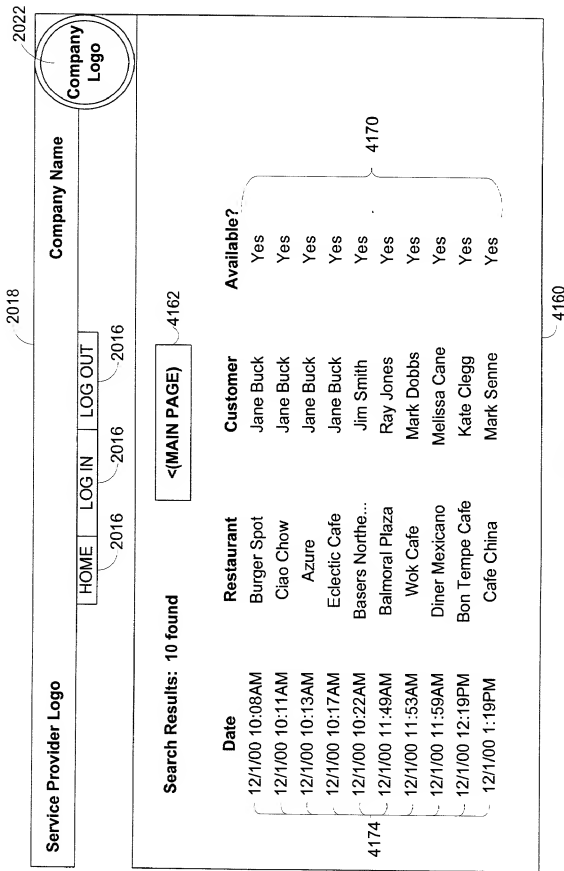 2018
2022
Service Provider Logo
Company Name
Company
Logo
HOME
LOG IN
LOG OUT
2016
2016
2016
Search Results: 10 found
<(MAIN PAGE)
4162
Date Restaurant Customer Available?
12/1/00 10:08AM Burger Spot Jane Buck Yes
12/1/00 10:11AM Ciao Chow Jane Buck Yes
12/1/00 10:13AM Azure Jane Buck Yes
12/1/00 10:17AM Eclectic Cafe Jane Buck Yes
12/1/00 10:22AM Basers Northe... Jim Smith Yes
12/1/00 11:49AM Balmoral Plaza Ray Jones Yes
12/1/00 11:53AM Wok Cafe Mark Dobbs Yes
12/1/00 11:59AM Diner Mexicano Melissa Cane Yes
12/1/00 12:19PM Bon Tempe Cafe Kate Clegg Yes
12/1/00 1:19PM Cafe China Mark Senne Yes
4174
4170
4160